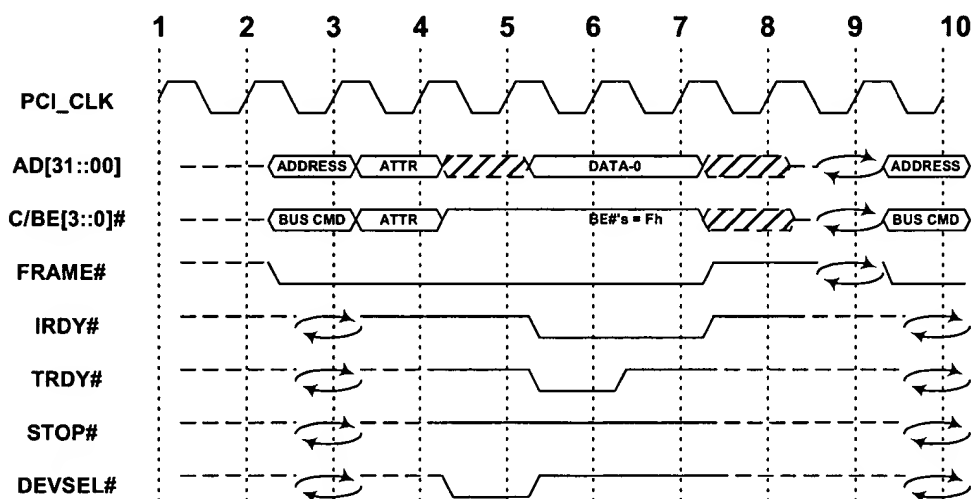 1 2 3 4 5 6 7 8 9 10
PCI_CLK
AD[31::00] ADDRESS ATTR DATA-0 ADDRESS
C/BE[3::0]# BUS CMD ATTR BE#'s = Fh BUS CMD
FRAME#
IRDY#
TRDY#
STOP#
DEVSEL#